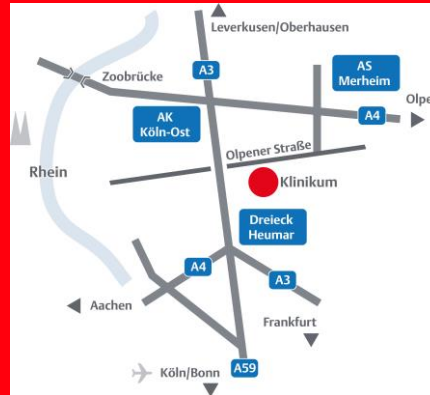 Leverkusen/Oberhausen
A3
Zoobrücke
AS
Merheim
AK
Köln-Ost
A4
Olpe
Olpener Straße
Rhein
Klinikum
Dreieck
Heumar
A4
A3
Aachen
Frankfurt
Köln/Bonn
A59